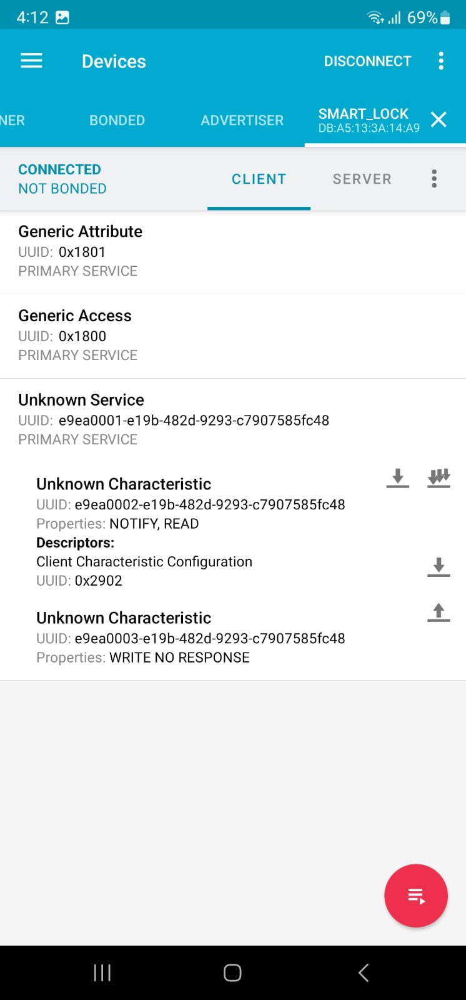 4:12 69%
Devices DISCONNECT
NER BONDED ADVERTISER SMART_LOCK
DB:A5:13:3A:14:A9
CONNECTED
NOT BONDED
CLIENT SERVER
Generic Attribute
UUID: 0x1801
PRIMARY SERVICE
Generic Access
UUID: 0x1800
PRIMARY SERVICE
Unknown Service
UUID: e9ea0001-e19b-482d-9293-c7907585fc48
PRIMARY SERVICE
Unknown Characteristic
UUID: e9ea0002-e19b-482d-9293-c7907585fc48
Properties: NOTIFY, READ
Descriptors:
Client Characteristic Configuration
UUID: 0x2902
Unknown Characteristic
UUID: e9ea0003-e19b-482d-9293-c7907585fc48
Properties: WRITE NO RESPONSE